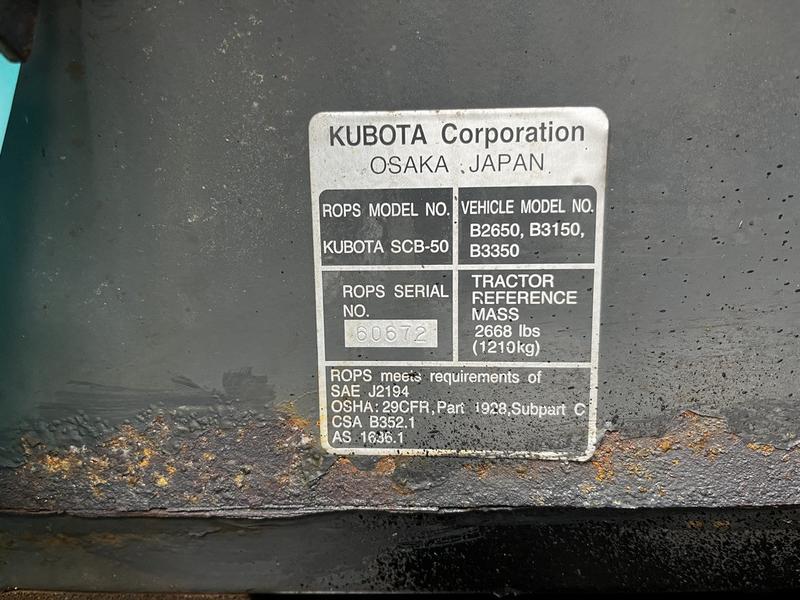 KUBOTA Corporation
OSAKA JAPAN
ROPS MODEL NO.
KUBOTA SCB-50
VEHICLE MODEL NO.
B2650, B3150,
B3350
ROPS SERIAL
NO.
60672
TRACTOR
REFERENCE
MASS
2668 lbs
(1210kg)
ROPS meets requirements of
SAE J2194
OSHA: 29CFR, Part 1928, Subpart C
CSA B352.1
AS 1636.1